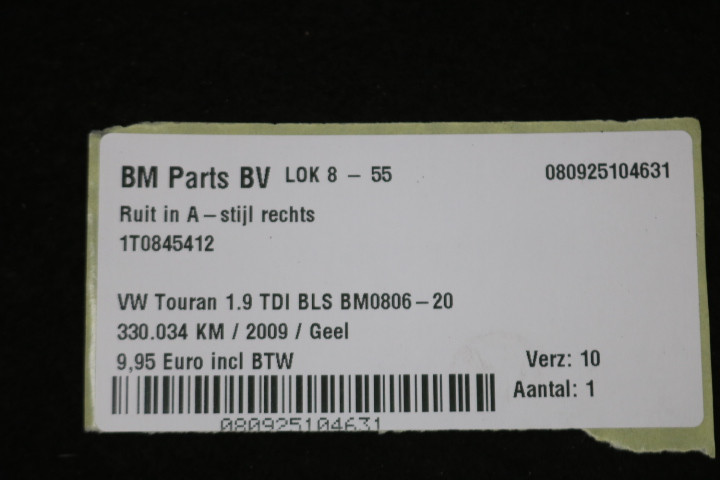 BM Parts BV LOK 8 - 55 080925104631
Ruit in A-stijl rechts
1T0845412
VW Touran 1.9 TDI BLS BM0806-20
330.034 KM / 2009 / Geel
9,95 Euro incl BTW Verz: 10
Aantal: 1
080925104631